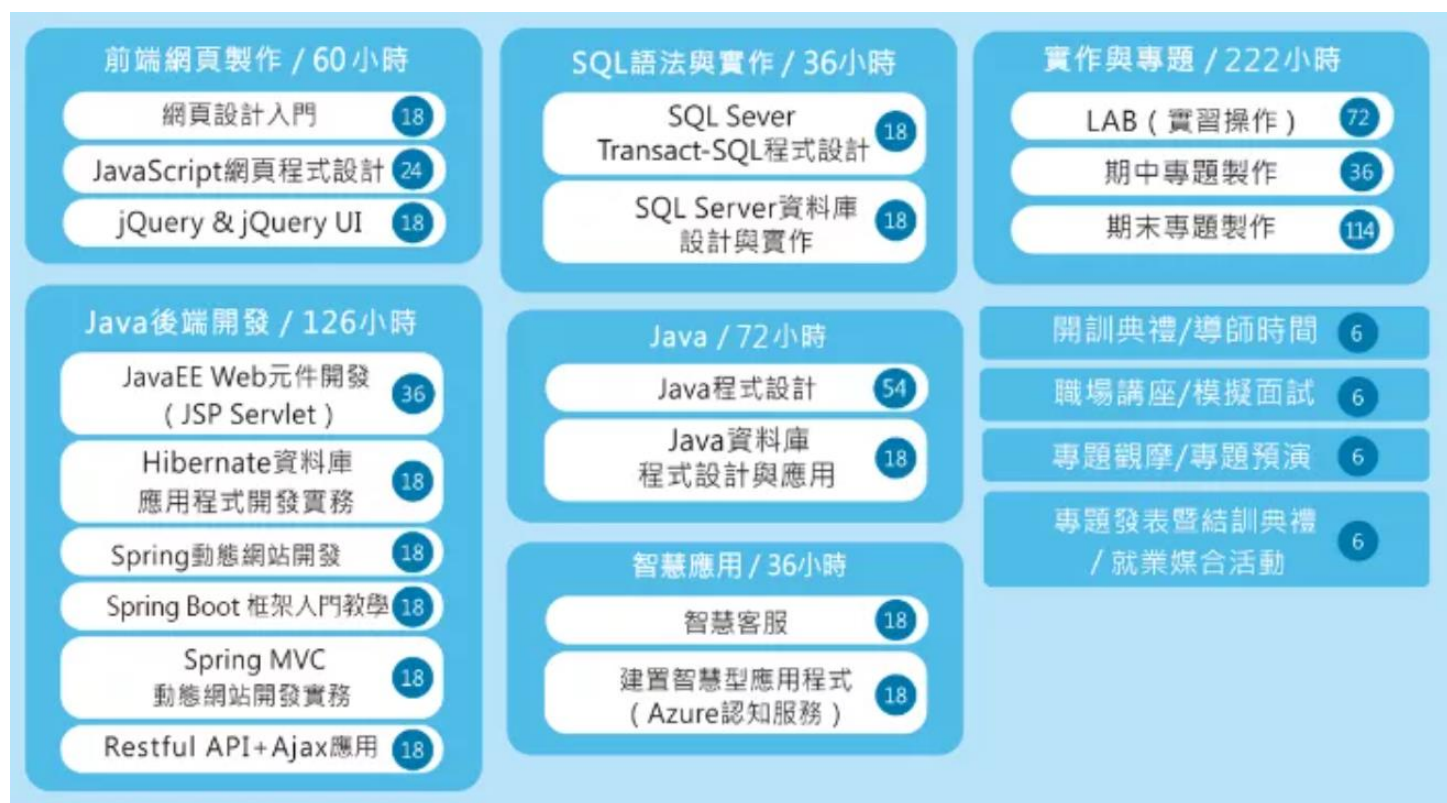 前端網頁製作 / 60小時
網頁設計入門 18
JavaScript網頁程式設計 24
jQuery & jQuery UI 18
Java後端開發 / 126小時
JavaEE Web元件開發
( JSP Servlet ) 36
Hibernate資料庫
應用程式開發實務 18
Spring動態網站開發 18
Spring Boot 框架入門教學 18
Spring MVC
動態網站開發實務 18
Restful API+Ajax應用 18
SQL語法與實作 / 36小時
SQL Sever
Transact-SQL程式設計 18
SQL Server資料庫
設計與實作 18
Java / 72小時
Java程式設計 54
Java資料庫
程式設計與應用 18
智慧應用 / 36小時
智慧客服 18
建置智慧型應用程式
( Azure認知服務 ) 18
實作與專題 / 222小時
LAB ( 實習操作 ) 72
期中專題製作 36
期末專題製作 114
開訓典禮/導師時間 6
職場講座/模擬面試 6
專題觀摩/專題預演 6
專題發表暨結訓典禮
/ 就業媒合活動 6